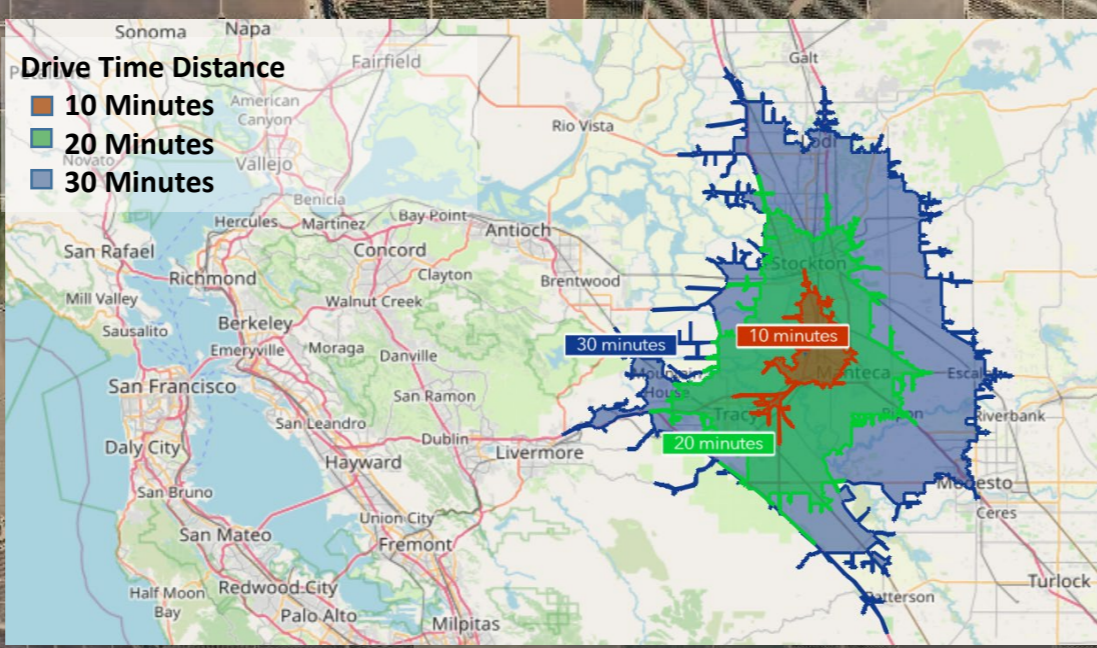 Sonoma
Napa
Galt
Fairfield
Drive Time Distance
10 Minutes
20 Minutes
30 Minutes
American
Canyon
Novato
Vallejo
Rio Vista
Benicia
Hercules
Martinez
Bay Point
Antioch
San Rafael
Concord
Richmond
Clayton
Brentwood
Stockton
Mill Valley
Walnut Creek
Sausalito
Berkeley
Emeryville
Moraga
Danville
30 minutes
10 minutes
Mountain
House
Manteca
San Francisco
San Ramon
San Leandro
Tracy
Ripon
Riverbank
Daly City
Dublin
20 minutes
Livermore
Hayward
San Bruno
Modesto
Ceres
San Mateo
Union City
Fremont
Half Moon
Bay
Redwood City
Palo Alto
Milpitas
Patterson
Turlock